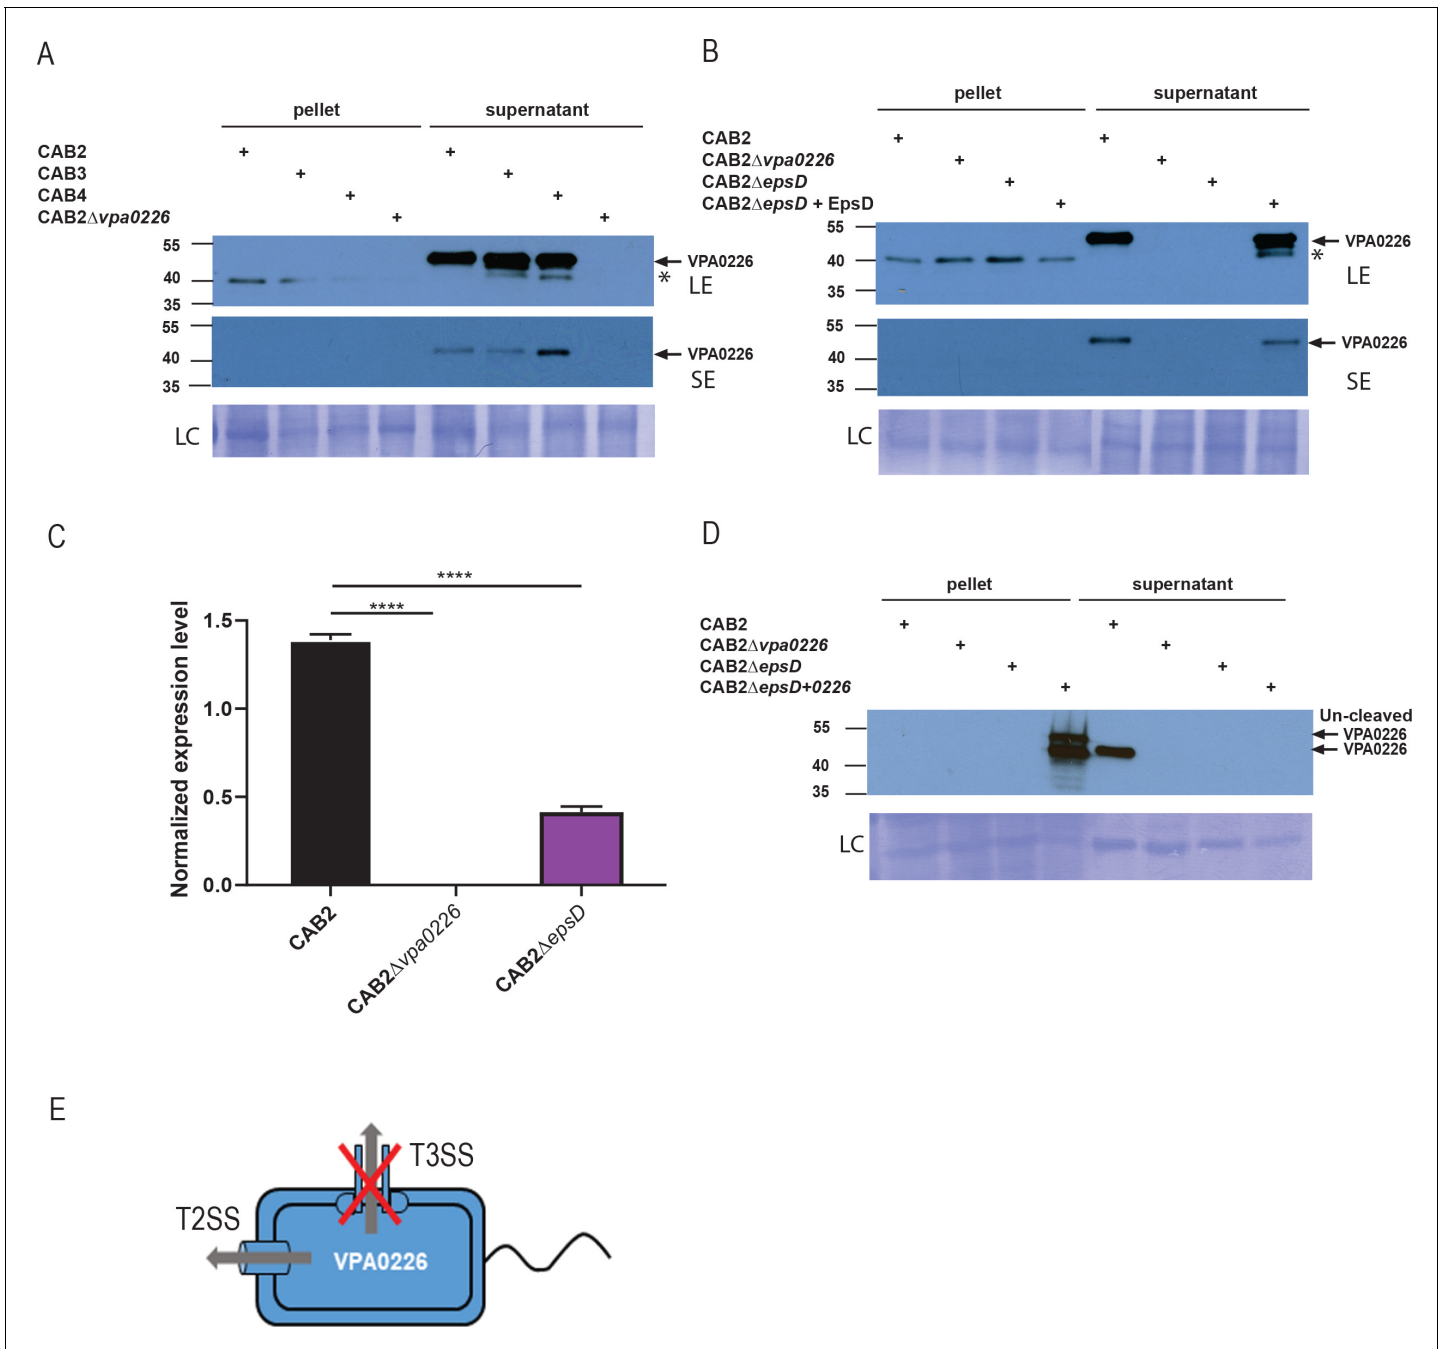 A
pellet supernatant
CAB2 + +
CAB3 + +
CAB4 + +
CAB2Δvpa0226 + +
55
40
35
VPA0226
*
LE
55
40
35
VPA0226
SE
LC
B
pellet supernatant
CAB2 + +
CAB2Δvpa0226 + +
CAB2ΔepsD + +
CAB2ΔepsD + EpsD + +
55
40
35
VPA0226
*
LE
55
40
35
VPA0226
SE
LC
C
Normalized expression level
1.5
1.0
0.5
0.0
****
****
CAB2
CAB2Δvpa0226
CAB2ΔepsD
D
pellet supernatant
CAB2 + +
CAB2Δvpa0226 + +
CAB2ΔepsD + +
CAB2ΔepsD+0226 + +
55
40
35
Un-cleaved
VPA0226
VPA0226
LC
E
T3SS
T2SS
VPA0226